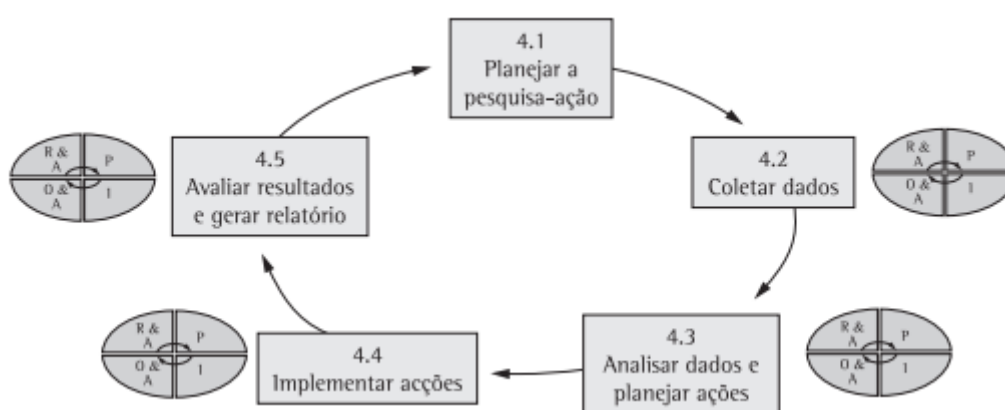 4.1
Planejar a
pesquisa-ação
4.5
Avaliar resultados
e gerar relatório
R &
A
P
O &
A
I
4.2
Coletar dados
R &
A
P
O &
A
I
4.4
Implementar acções
R &
A
P
O &
A
I
4.3
Analisar dados e
planejar ações
R &
A
P
O &
A
I